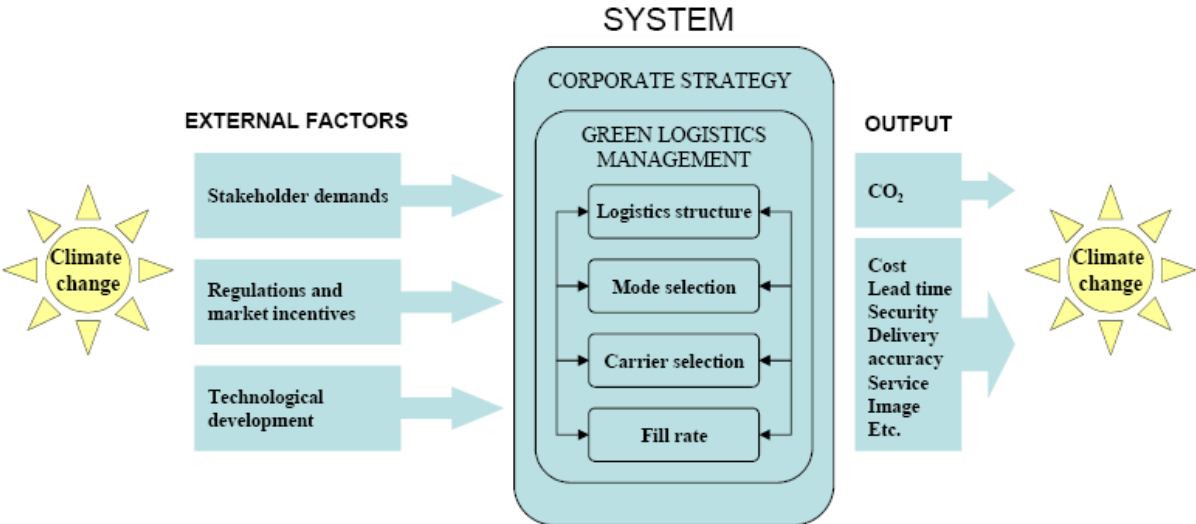 SYSTEM
CORPORATE STRATEGY
EXTERNAL FACTORS
GREEN LOGISTICS
MANAGEMENT
OUTPUT
Climate
change
Stakeholder demands
Regulations and
market incentives
Technological
development
Logistics structure
Mode selection
Carrier selection
Fill rate
CO₂
Cost
Lead time
Security
Delivery
accuracy
Service
Image
Etc.
Climate
change